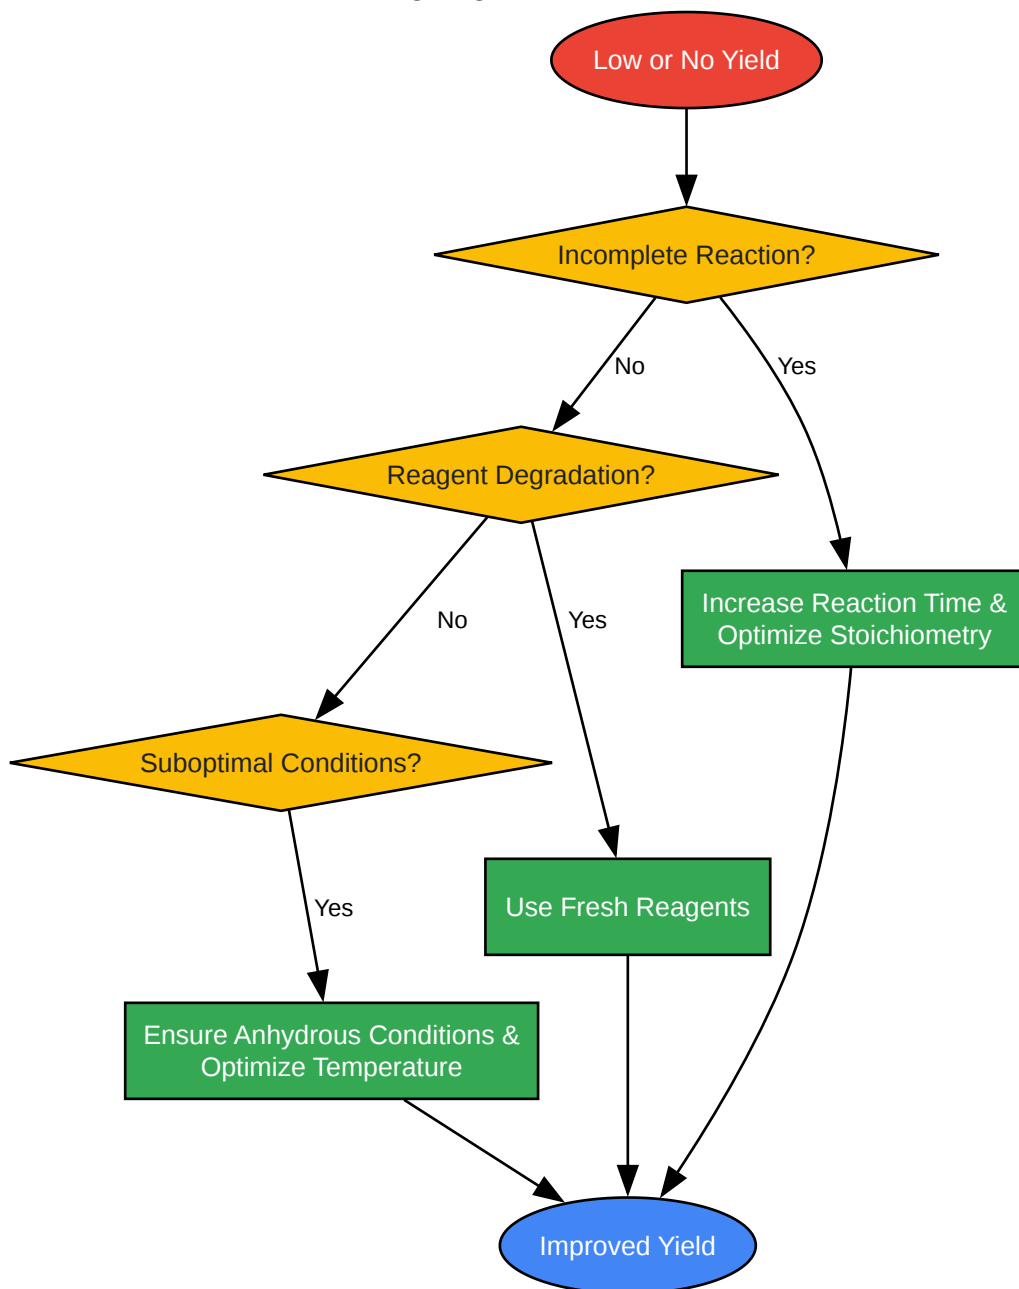 Low or No Yield
Incomplete Reaction?
No
Yes
Reagent Degradation?
No
Yes
Increase Reaction Time &
Optimize Stoichiometry
Suboptimal Conditions?
Yes
Use Fresh Reagents
Ensure Anhydrous Conditions &
Optimize Temperature
Improved Yield